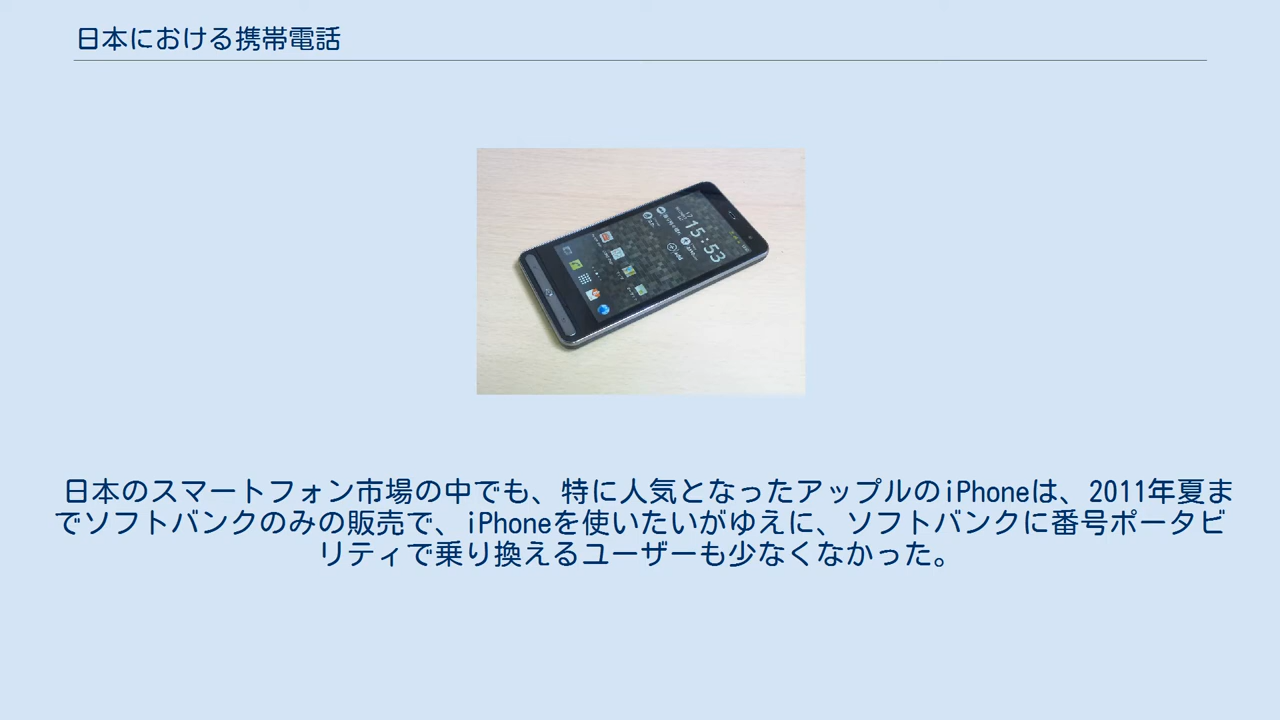 日本における携帯電話
15:53
日本のスマートフォン市場の中でも、特に人気となったアップルのiPhoneは、2011年夏ま
でソフトバンクのみの販売で、iPhoneを使いたいがゆえに、ソフトバンクに番号ポータビ
リティで乗り換えるユーザーも少なくなかった。